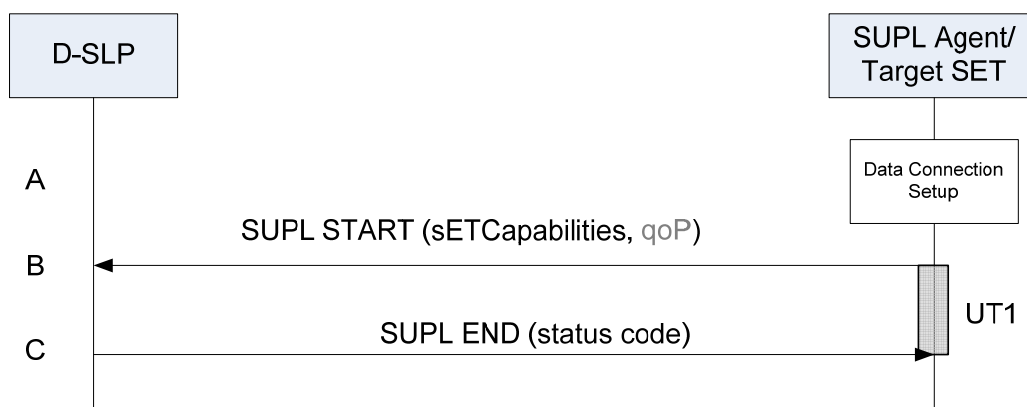 D-SLP
SUPL Agent/
Target SET
A
Data Connection
Setup
SUPL START (sETCapabilities, qoP)
B
UT1
SUPL END (status code)
C